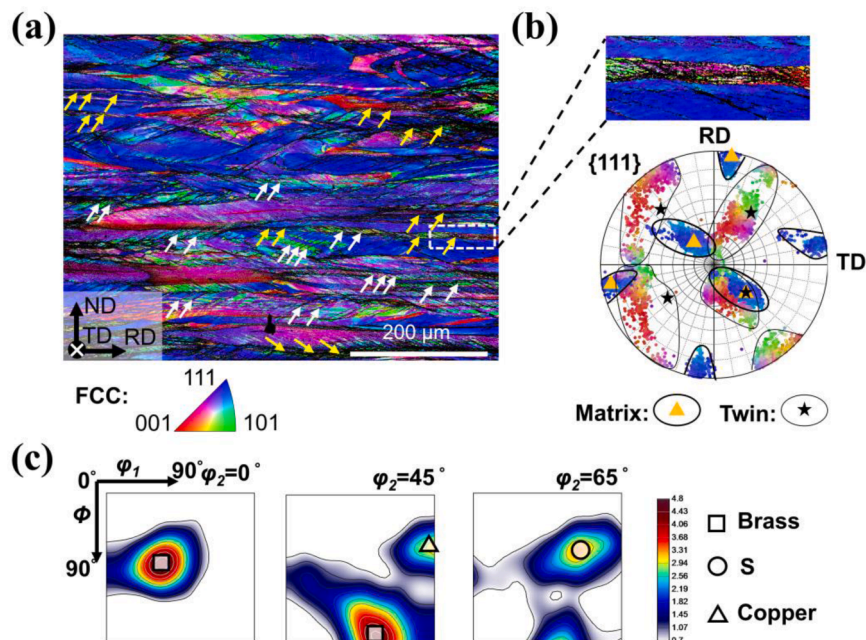 (a)
ND
TD RD
200 μm
FCC:
111
001
101
(b)
RD
{111}
TD
Matrix:
Twin:
(c)
0°
φ1
90°
φ2=0°
Φ
90°
φ2=45°
φ2=65°
4.8
4.43
4.06
3.68
3.31
2.94
2.56
2.19
1.82
1.45
1.07
0.7
Brass
S
Copper